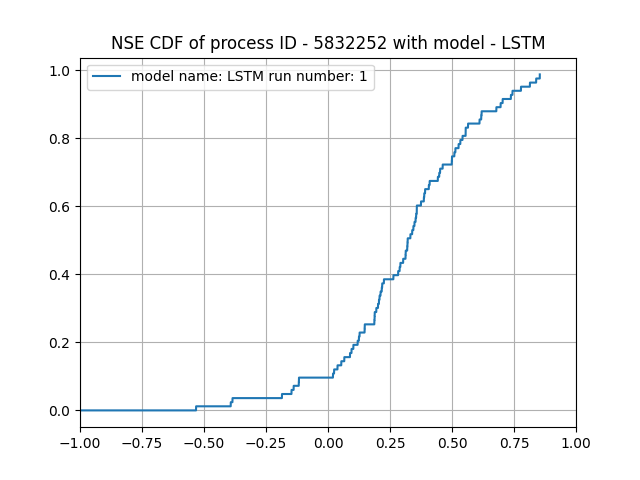 NSE CDF of process ID - 5832252 with model - LSTM
model name: LSTM run number: 1
1.0
0.8
0.6
0.4
0.2
0.0
−1.00 −0.75 −0.50 −0.25 0.00 0.25 0.50 0.75 1.00